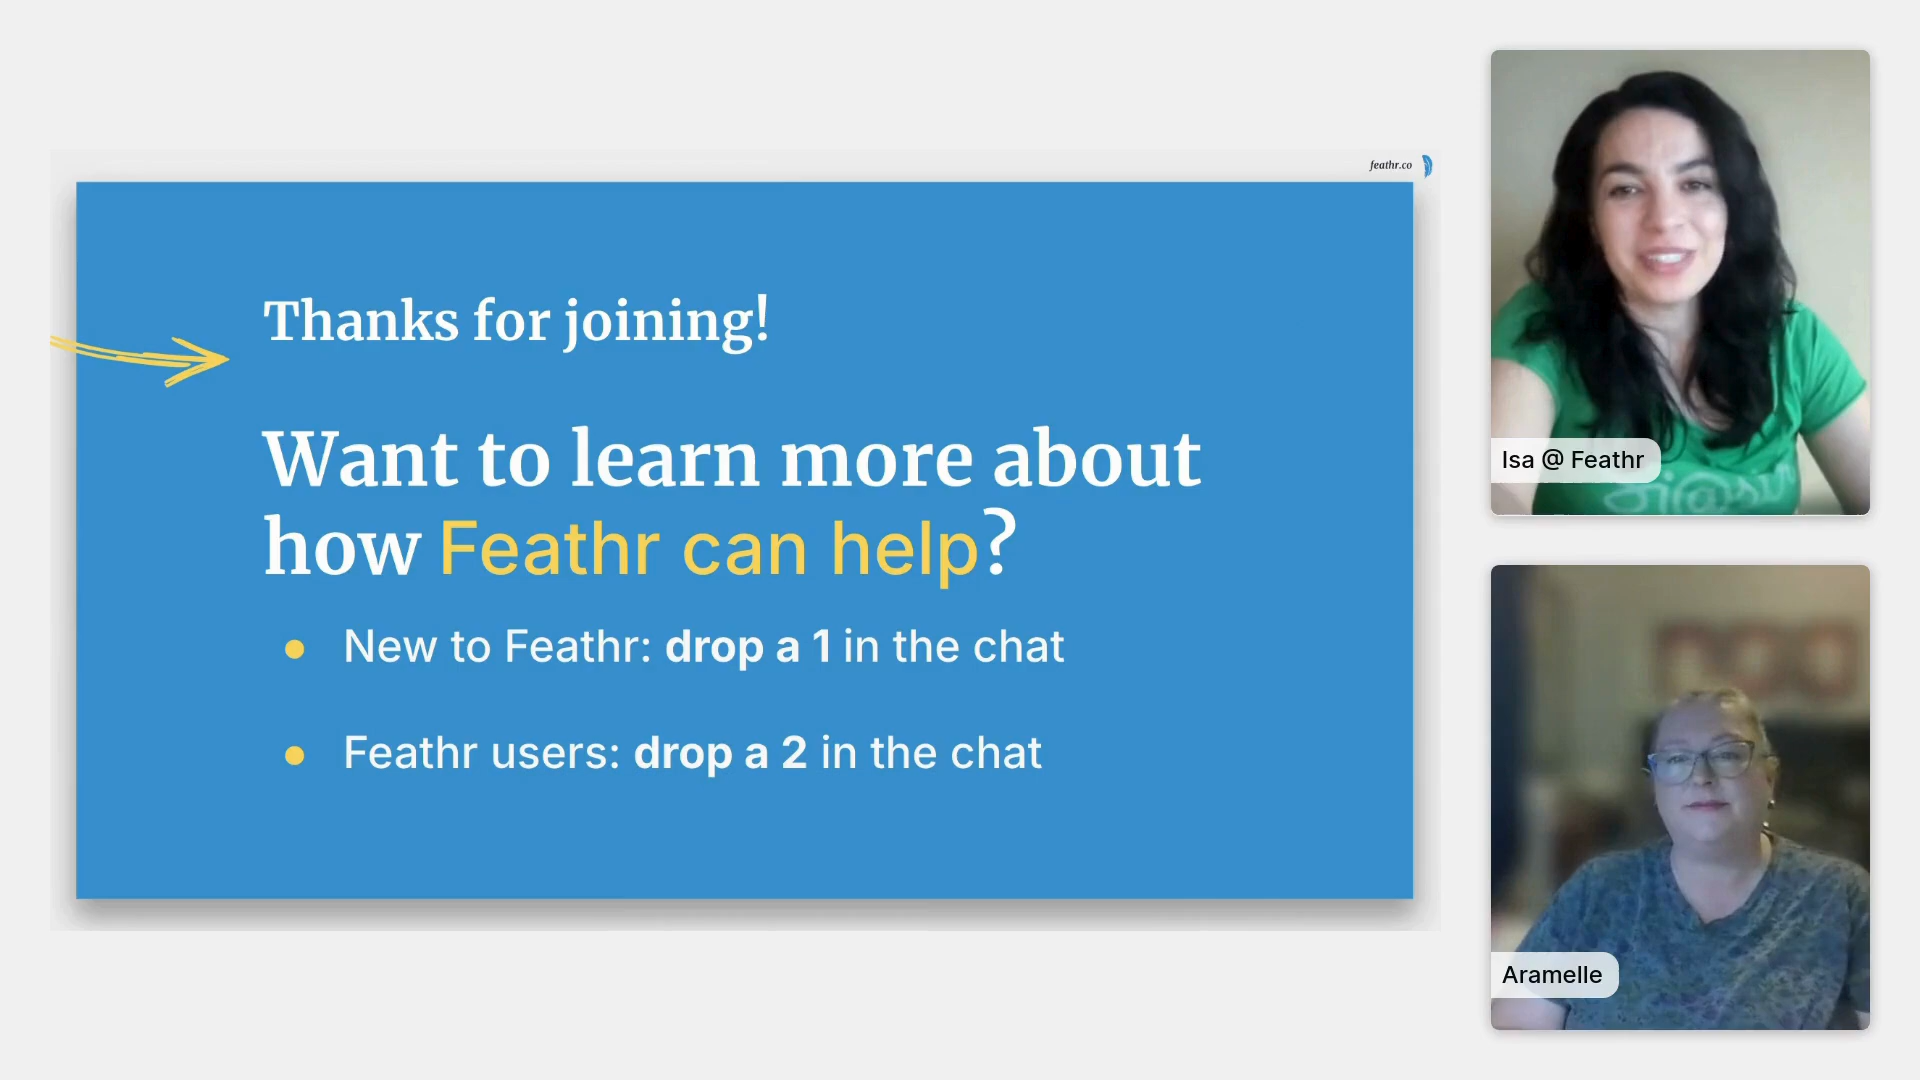 feathr.co
Thanks for joining!
Want to learn more about
how Feathr can help?
● New to Feathr: drop a 1 in the chat
● Feathr users: drop a 2 in the chat
Isa @ Feathr
Aramelle